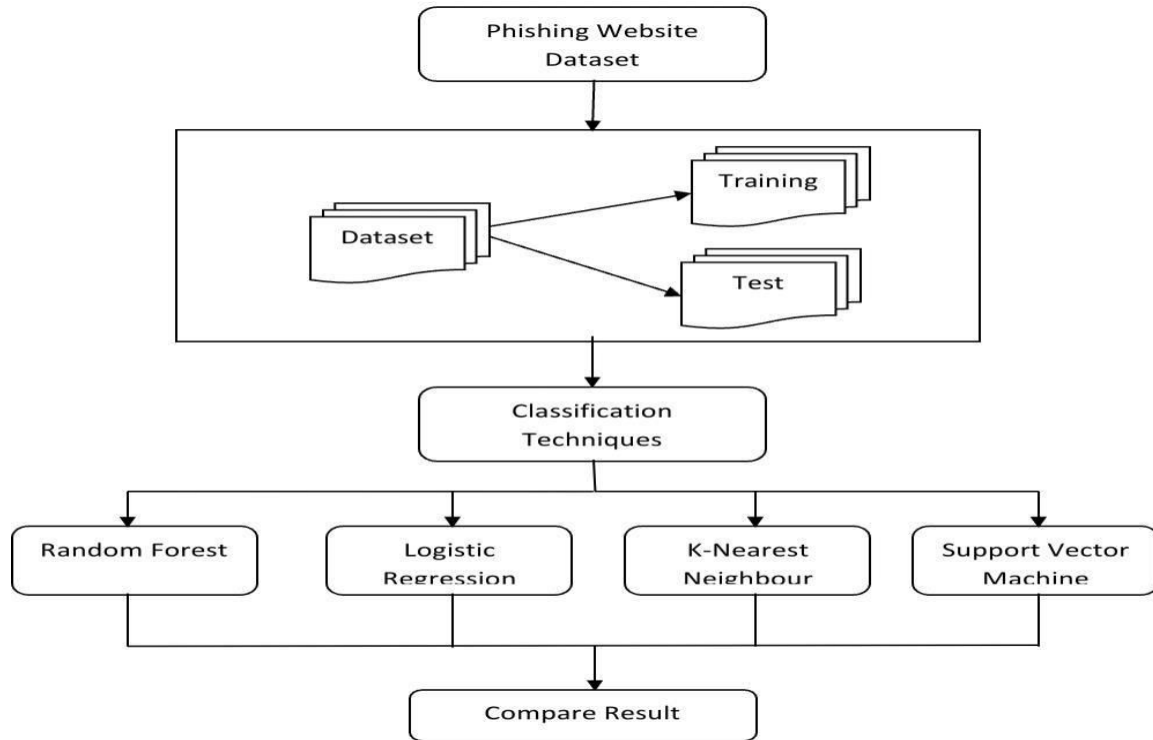 Phishing Website
Dataset
Training
Dataset
Test
Classification
Techniques
Random Forest
Logistic
Regression
K-Nearest
Neighbour
Support Vector
Machine
Compare Result